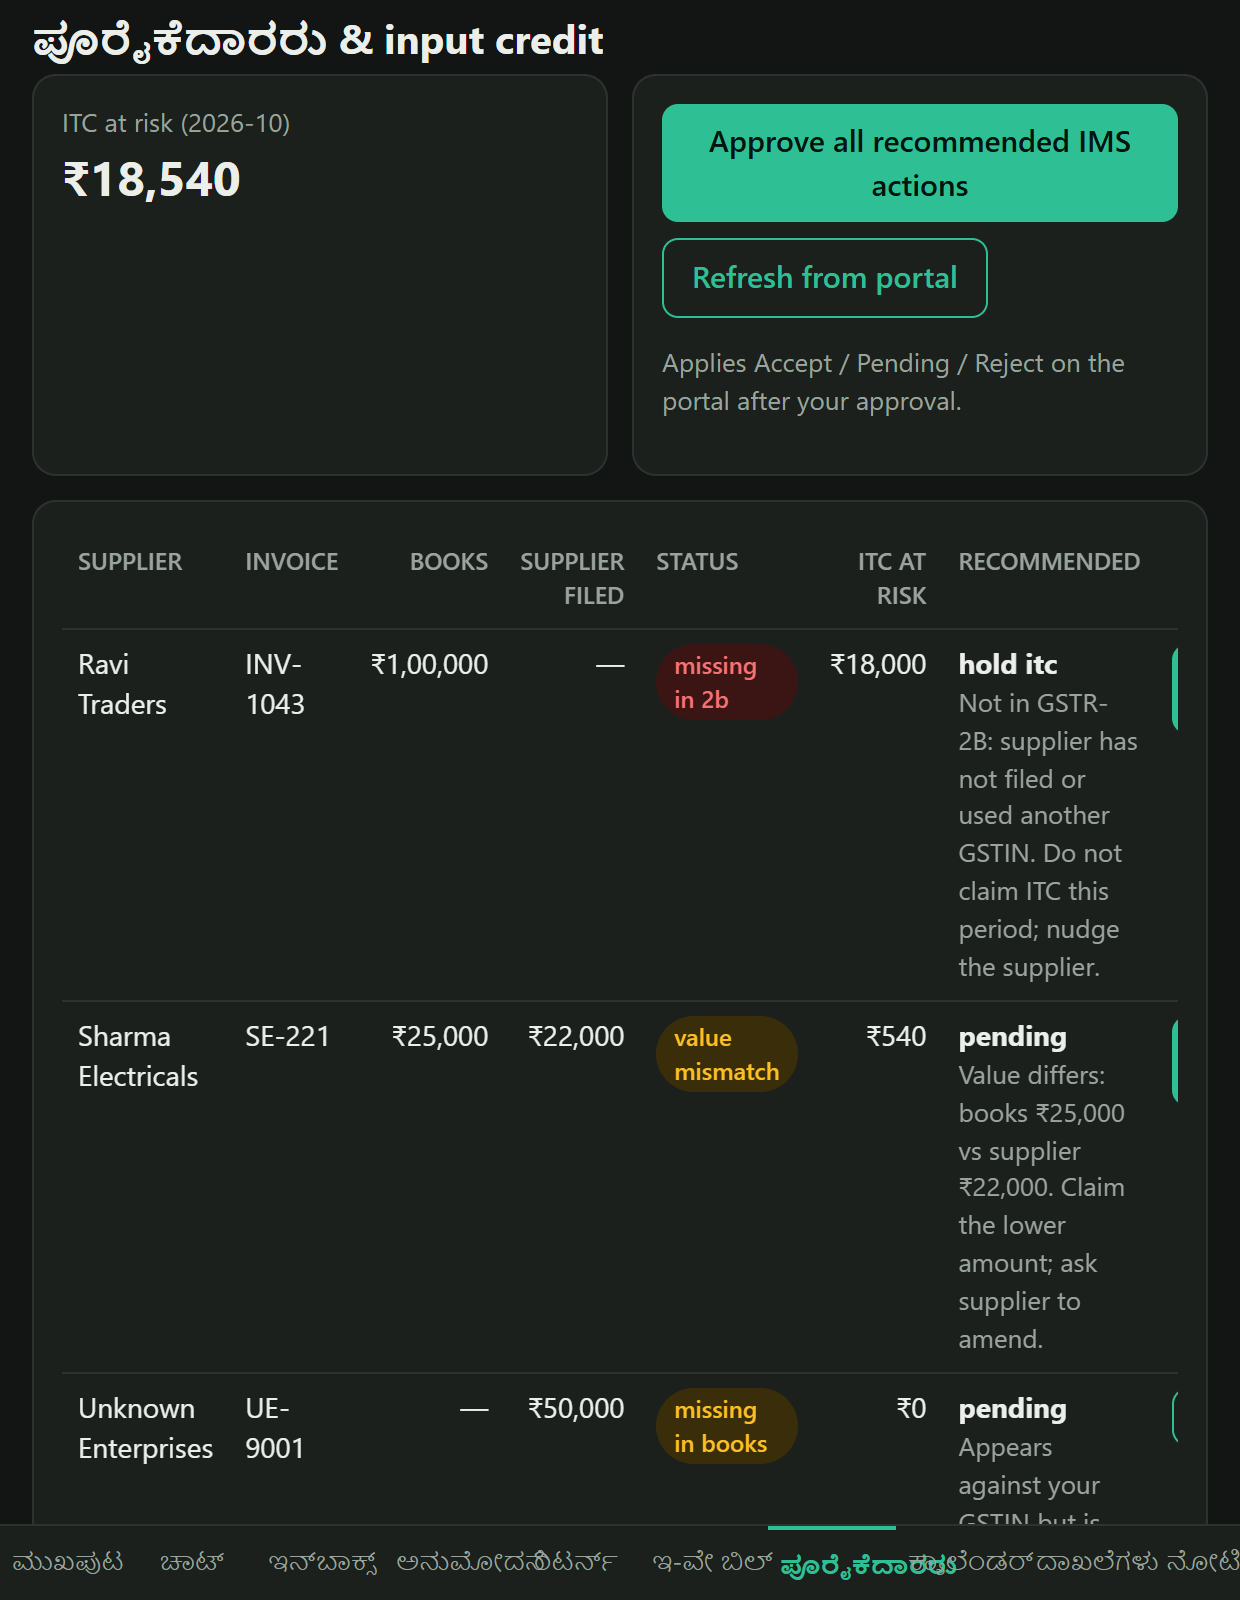 ಪೂರೈಕೆದಾರರು & input credit
ITC at risk (2026-10)
₹18,540
Approve all recommended IMS
actions
Refresh from portal
Applies Accept / Pending / Reject on the
portal after your approval.
SUPPLIER INVOICE BOOKS SUPPLIER FILED STATUS ITC AT RISK RECOMMENDED
Ravi Traders INV-1043 ₹1,00,000 — missing in 2b ₹18,000 hold itc
Not in GSTR-
2B: supplier has
not filed or
used another
GSTIN. Do not
claim ITC this
period; nudge
the supplier.
Sharma Electricals SE-221 ₹25,000 ₹22,000 value mismatch ₹540 pending
Value differs:
books ₹25,000
vs supplier
₹22,000. Claim
the lower
amount; ask
supplier to
amend.
Unknown Enterprises UE-9001 — ₹50,000 missing in books ₹0 pending
Appears
against your
GSTIN but is
ಮುಖಪುಟ ಚಾಟ್ ಇನ್‌ಬಾಕ್ಸ್ ಇ-ವೇ ಬಿಲ್ ಪೂರೈಕೆದಾರರು ದಾಖಲೆಗಳು